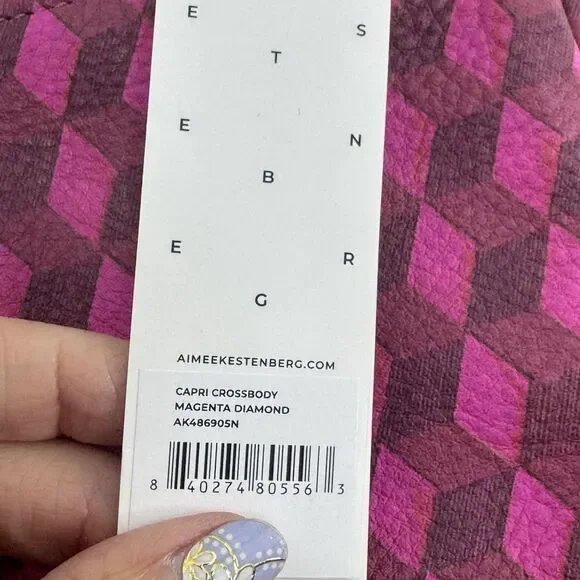 E S
T
E N
B
E R
G
AIMEEKESTENBERG.COM
CAPRI CROSSBODY
MAGENTA DIAMOND
AK486905N
8 40274 80556 3